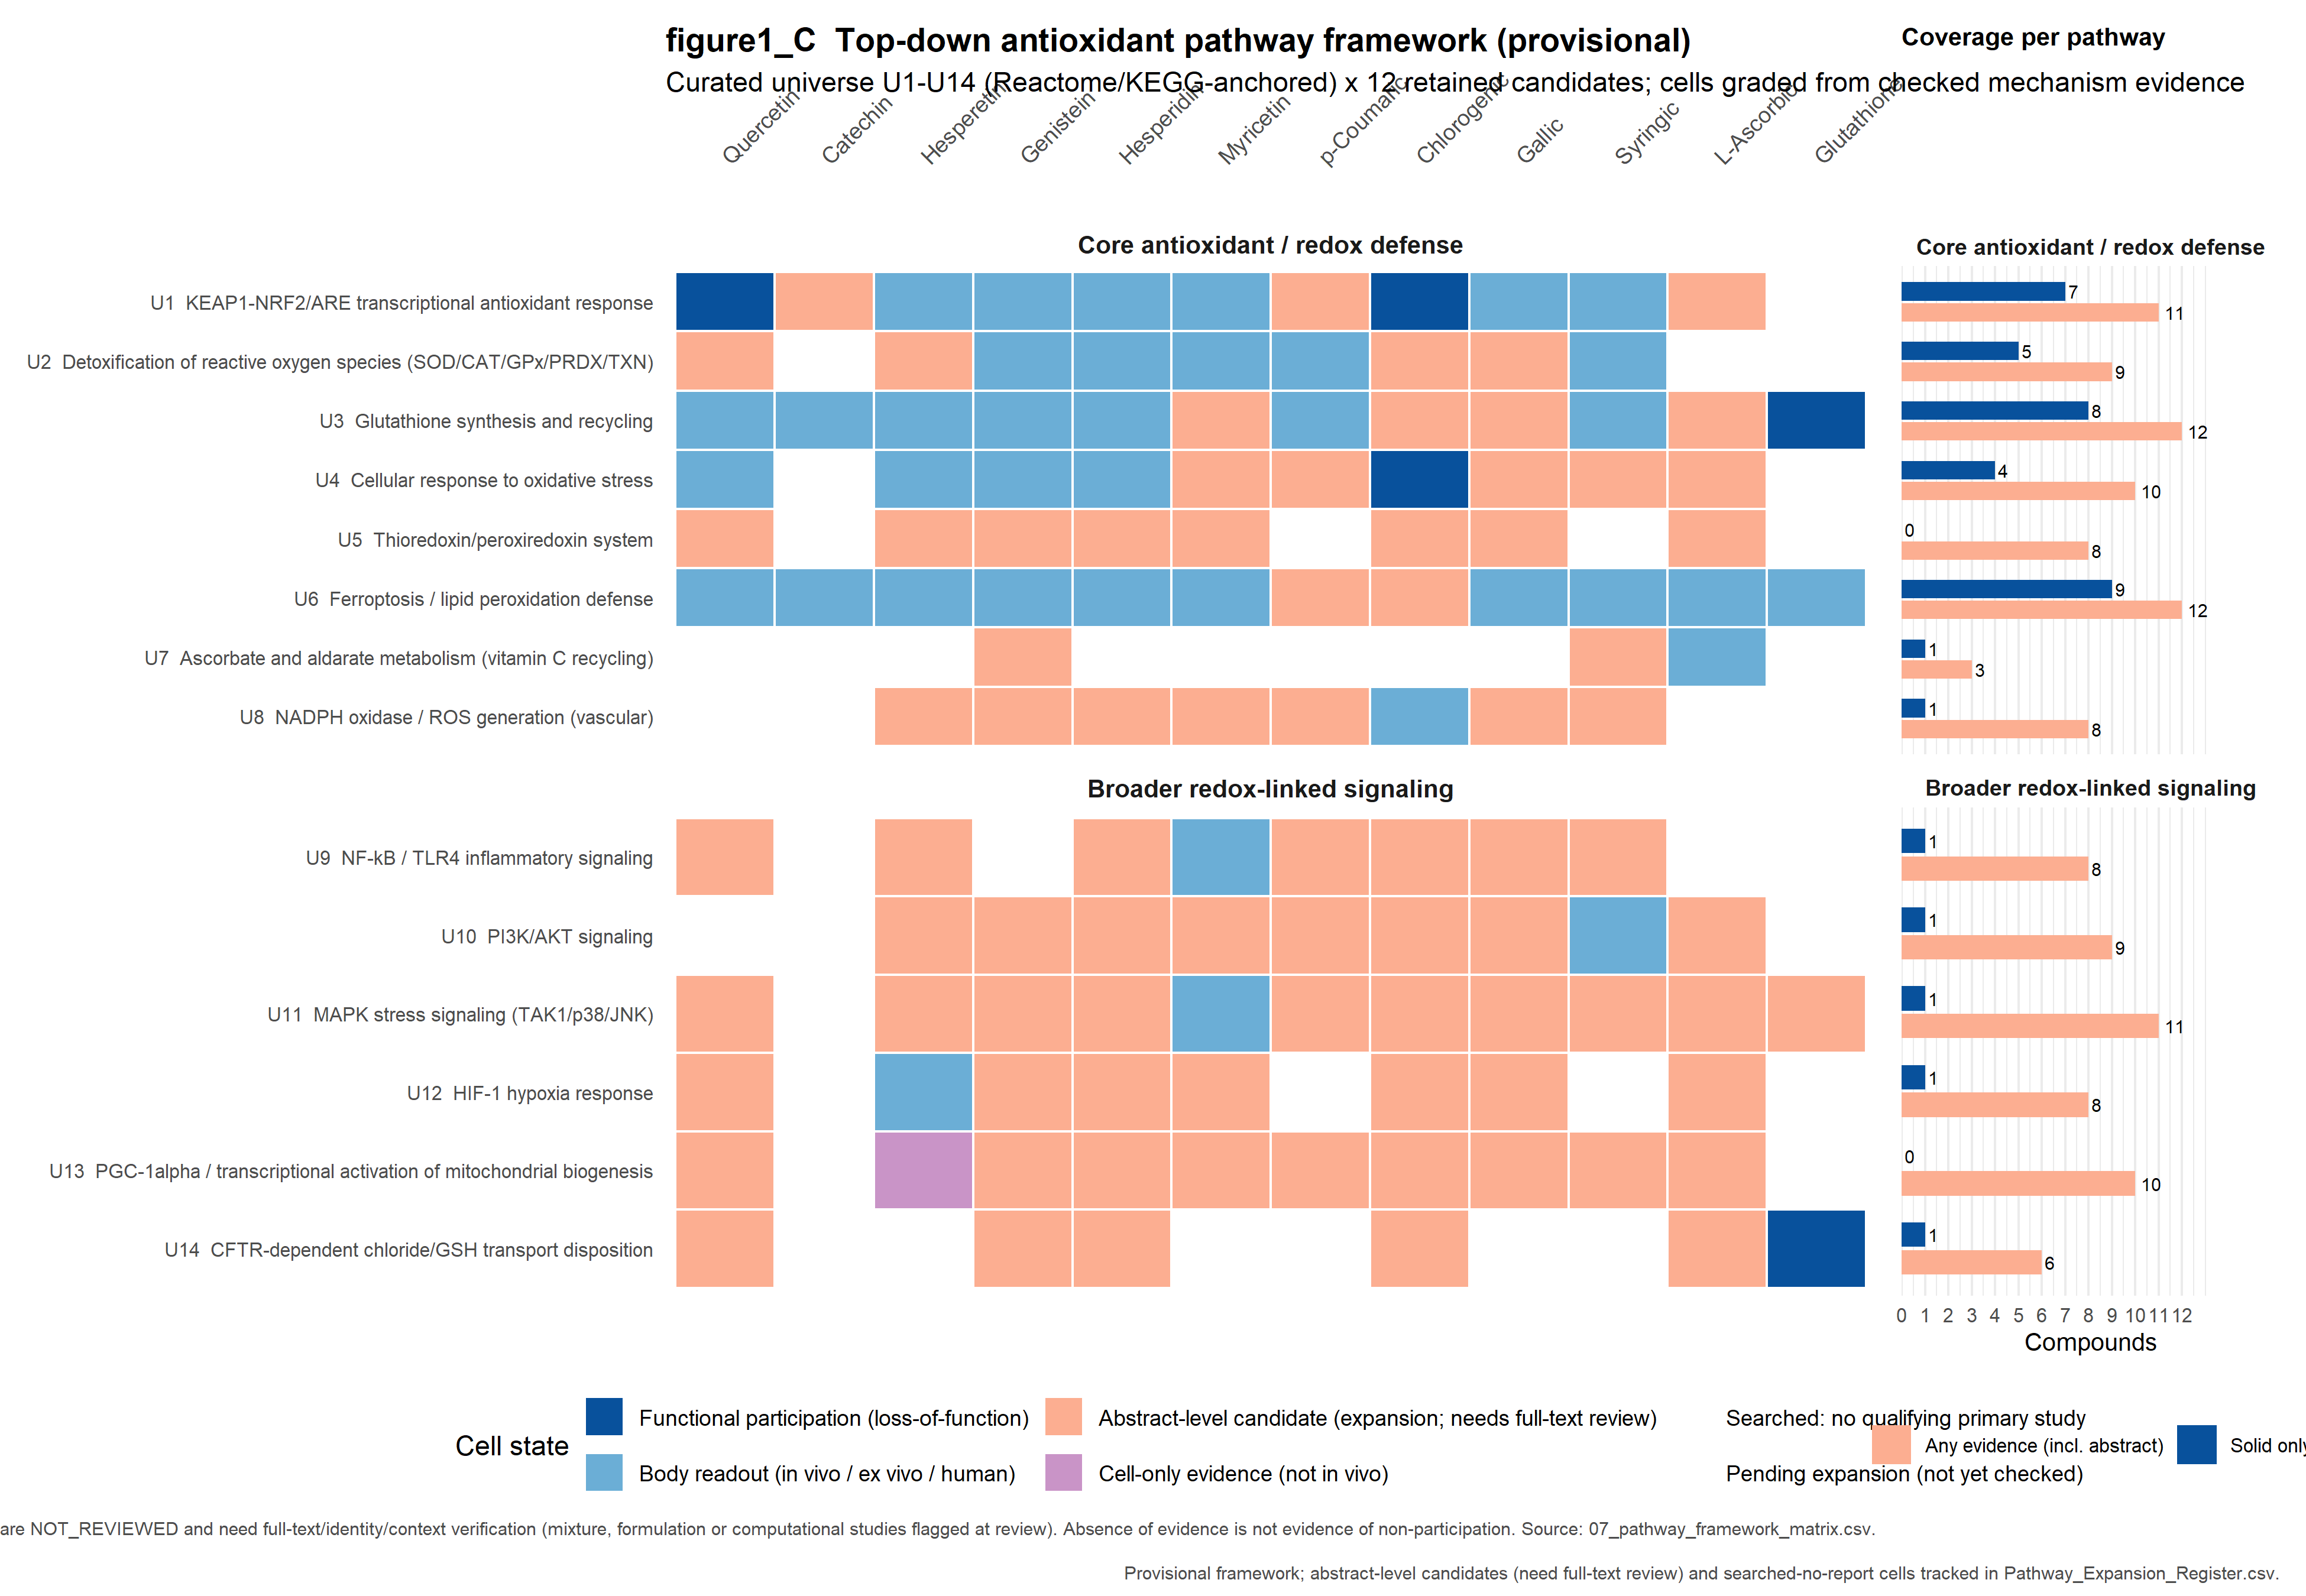 figure1_C  Top-down antioxidant pathway framework (provisional)
Coverage per pathway
Curated universe U1-U14 (Reactome/KEGG-anchored) x 12 retained candidates; cells graded from checked mechanism evidence
Quercetin
Catechin
Hesperetin
Genistein
Hesperidin
Myricetin
p-Coumaric
Chlorogenic
Gallic
Syringic
L-Ascorbic
Glutathione
Core antioxidant / redox defense
Core antioxidant / redox defense
U1  KEAP1-NRF2/ARE transcriptional antioxidant response
7
11
U2  Detoxification of reactive oxygen species (SOD/CAT/GPx/PRDX/TXN)
5
9
U3  Glutathione synthesis and recycling
8
12
U4  Cellular response to oxidative stress
4
10
U5  Thioredoxin/peroxiredoxin system
0
8
U6  Ferroptosis / lipid peroxidation defense
9
12
U7  Ascorbate and aldarate metabolism (vitamin C recycling)
1
3
U8  NADPH oxidase / ROS generation (vascular)
1
8
Broader redox-linked signaling
Broader redox-linked signaling
U9  NF-kB / TLR4 inflammatory signaling
1
8
U10  PI3K/AKT signaling
1
9
U11  MAPK stress signaling (TAK1/p38/JNK)
1
11
U12  HIF-1 hypoxia response
1
8
U13  PGC-1alpha / transcriptional activation of mitochondrial biogenesis
0
10
U14  CFTR-dependent chloride/GSH transport disposition
1
6
0 1 2 3 4 5 6 7 8 9 10 11 12
Compounds
Cell state
Functional participation (loss-of-function)
Abstract-level candidate (expansion; needs full-text review)
Searched: no qualifying primary study
Body readout (in vivo / ex vivo / human)
Cell-only evidence (not in vivo)
Pending expansion (not yet checked)
Any evidence (incl. abstract)
Solid only
are NOT_REVIEWED and need full-text/identity/context verification (mixture, formulation or computational studies flagged at review). Absence of evidence is not evidence of non-participation. Source: 07_pathway_framework_matrix.csv.
Provisional framework; abstract-level candidates (need full-text review) and searched-no-report cells tracked in Pathway_Expansion_Register.csv.